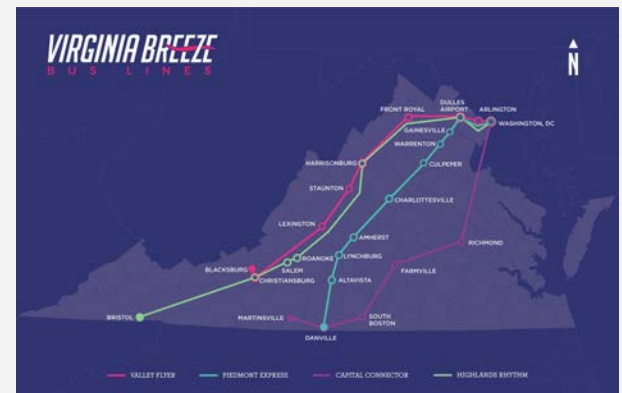 VIRGINIA BREEZE
BUS LINES
N
FRONT ROYAL
DULLES
AIRPORT
ARLINGTON
WASHINGTON, DC
GAINESVILLE
WARRENTON
HARRISONBURG
CULPEPER
STAUNTON
CHARLOTTESVILLE
LEXINGTON
AMHERST
RICHMOND
ROANOKE
LYNCHBURG
SALEM
BLACKSBURG
FARMVILLE
CHRISTIANSBURG
ALTAVISTA
BRISTOL
MARTINSVILLE
SOUTH
BOSTON
DANVILLE
VALLEY FLYER
PIEDMONT EXPRESS
CAPITAL CONNECTOR
HIGHLANDS RHYTHM